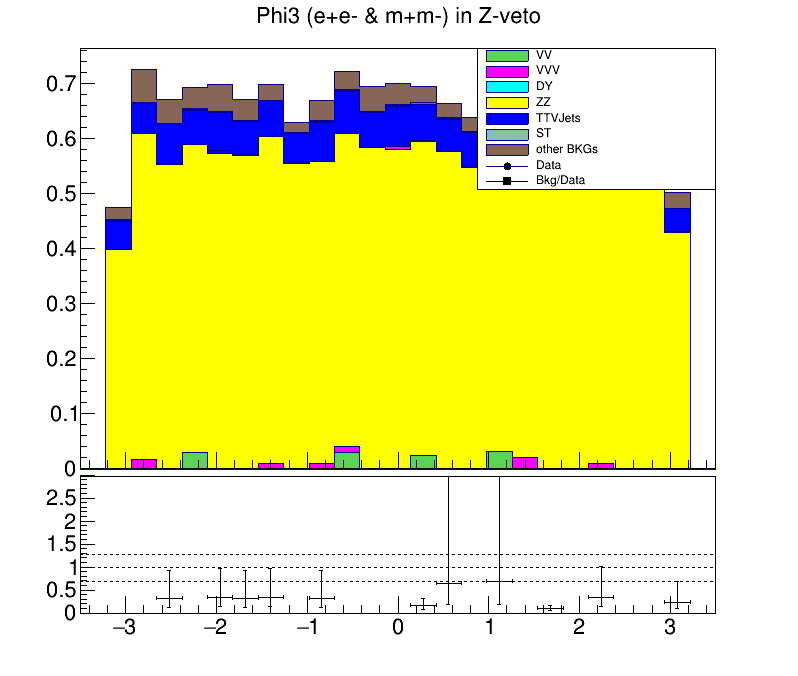 Phi3 (e+e- & m+m-) in Z-veto
VV
VVV
DY
ZZ
TTVJets
ST
other BKGs
Data
Bkg/Data
0.7
0.6
0.5
0.4
0.3
0.2
0.1
0
2.5
2
1.5
1
0.5
0
−3 −2 −1 0 1 2 3